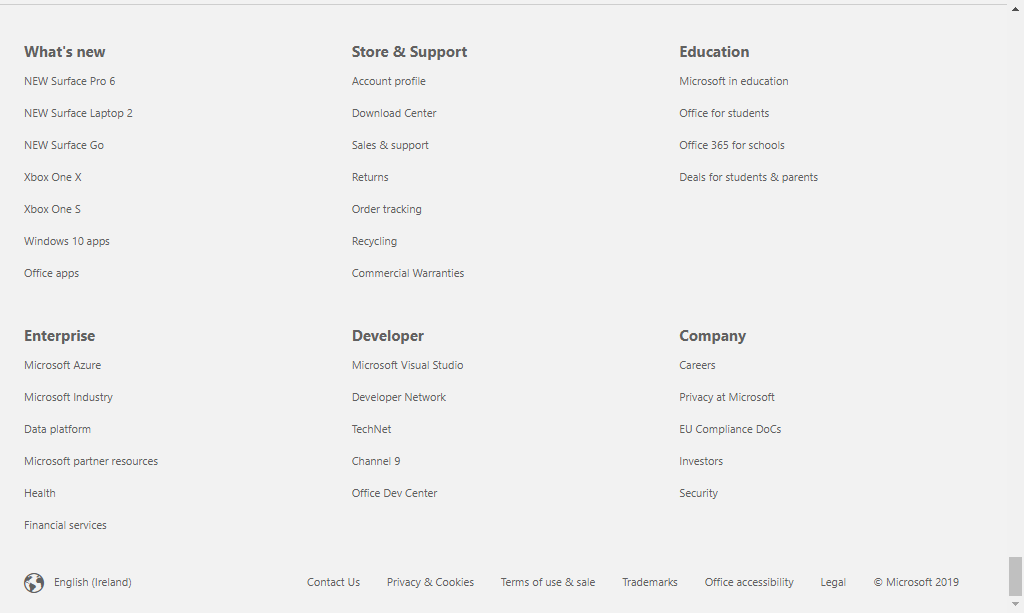 What's new
NEW Surface Pro 6
NEW Surface Laptop 2
NEW Surface Go
Xbox One X
Xbox One S
Windows 10 apps
Office apps
Store & Support
Account profile
Download Center
Sales & support
Returns
Order tracking
Recycling
Commercial Warranties
Education
Microsoft in education
Office for students
Office 365 for schools
Deals for students & parents
Enterprise
Microsoft Azure
Microsoft Industry
Data platform
Microsoft partner resources
Health
Financial services
Developer
Microsoft Visual Studio
Developer Network
TechNet
Channel 9
Office Dev Center
Company
Careers
Privacy at Microsoft
EU Compliance DoCs
Investors
Security
English (Ireland) Contact Us Privacy & Cookies Terms of use & sale Trademarks Office accessibility Legal © Microsoft 2019